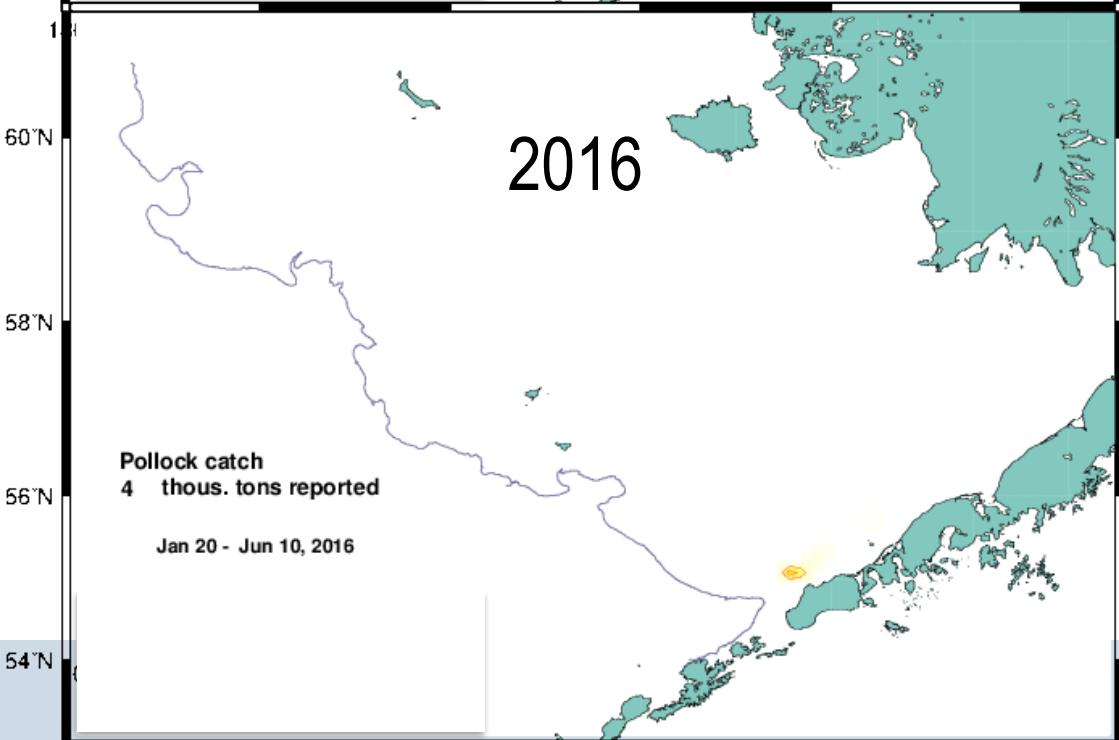 60°N
2016
58°N
Pollock catch
4 thous. tons reported
56°N
Jan 20 - Jun 10, 2016
54°N